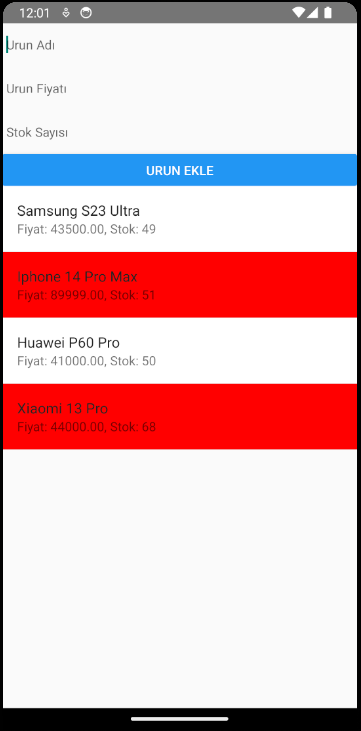 12:01
Urun Adı
Urun Fiyatı
Stok Sayısı
URUN EKLE
Samsung S23 Ultra
Fiyat: 43500.00, Stok: 49
Iphone 14 Pro Max
Fiyat: 89999.00, Stok: 51
Huawei P60 Pro
Fiyat: 41000.00, Stok: 50
Xiaomi 13 Pro
Fiyat: 44000.00, Stok: 68